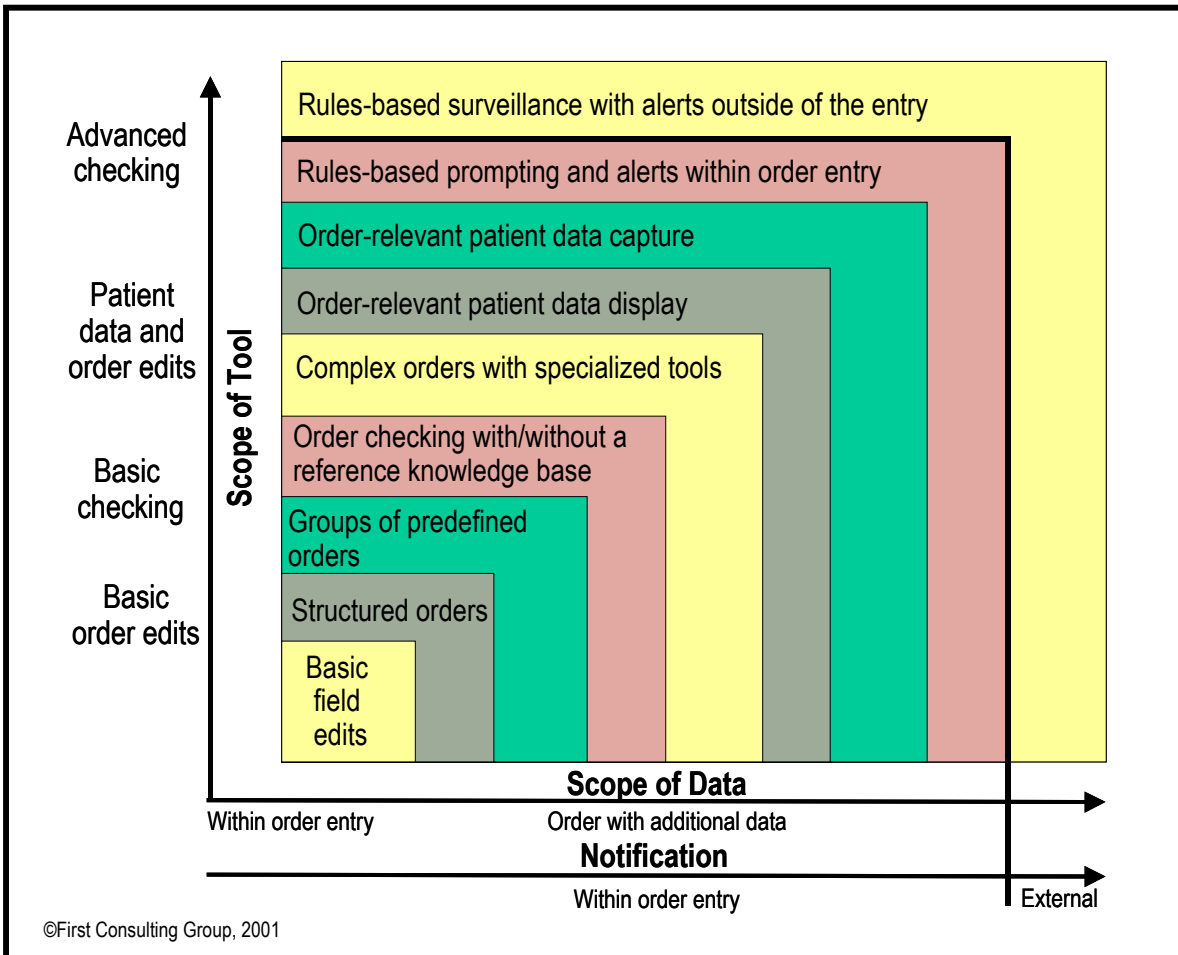 Rules-based surveillance with alerts outside of the entry
Advanced
checking
Rules-based prompting and alerts within order entry
Order-relevant patient data capture
Patient
data and
order edits
Order-relevant patient data display
Scope of Tool
Complex orders with specialized tools
Order checking with/without a
reference knowledge base
Basic
checking
Groups of predefined
orders
Basic
order edits
Structured orders
Basic
field
edits
Scope of Data
Within order entry
Order with additional data
Notification
Within order entry
External
©First Consulting Group, 2001